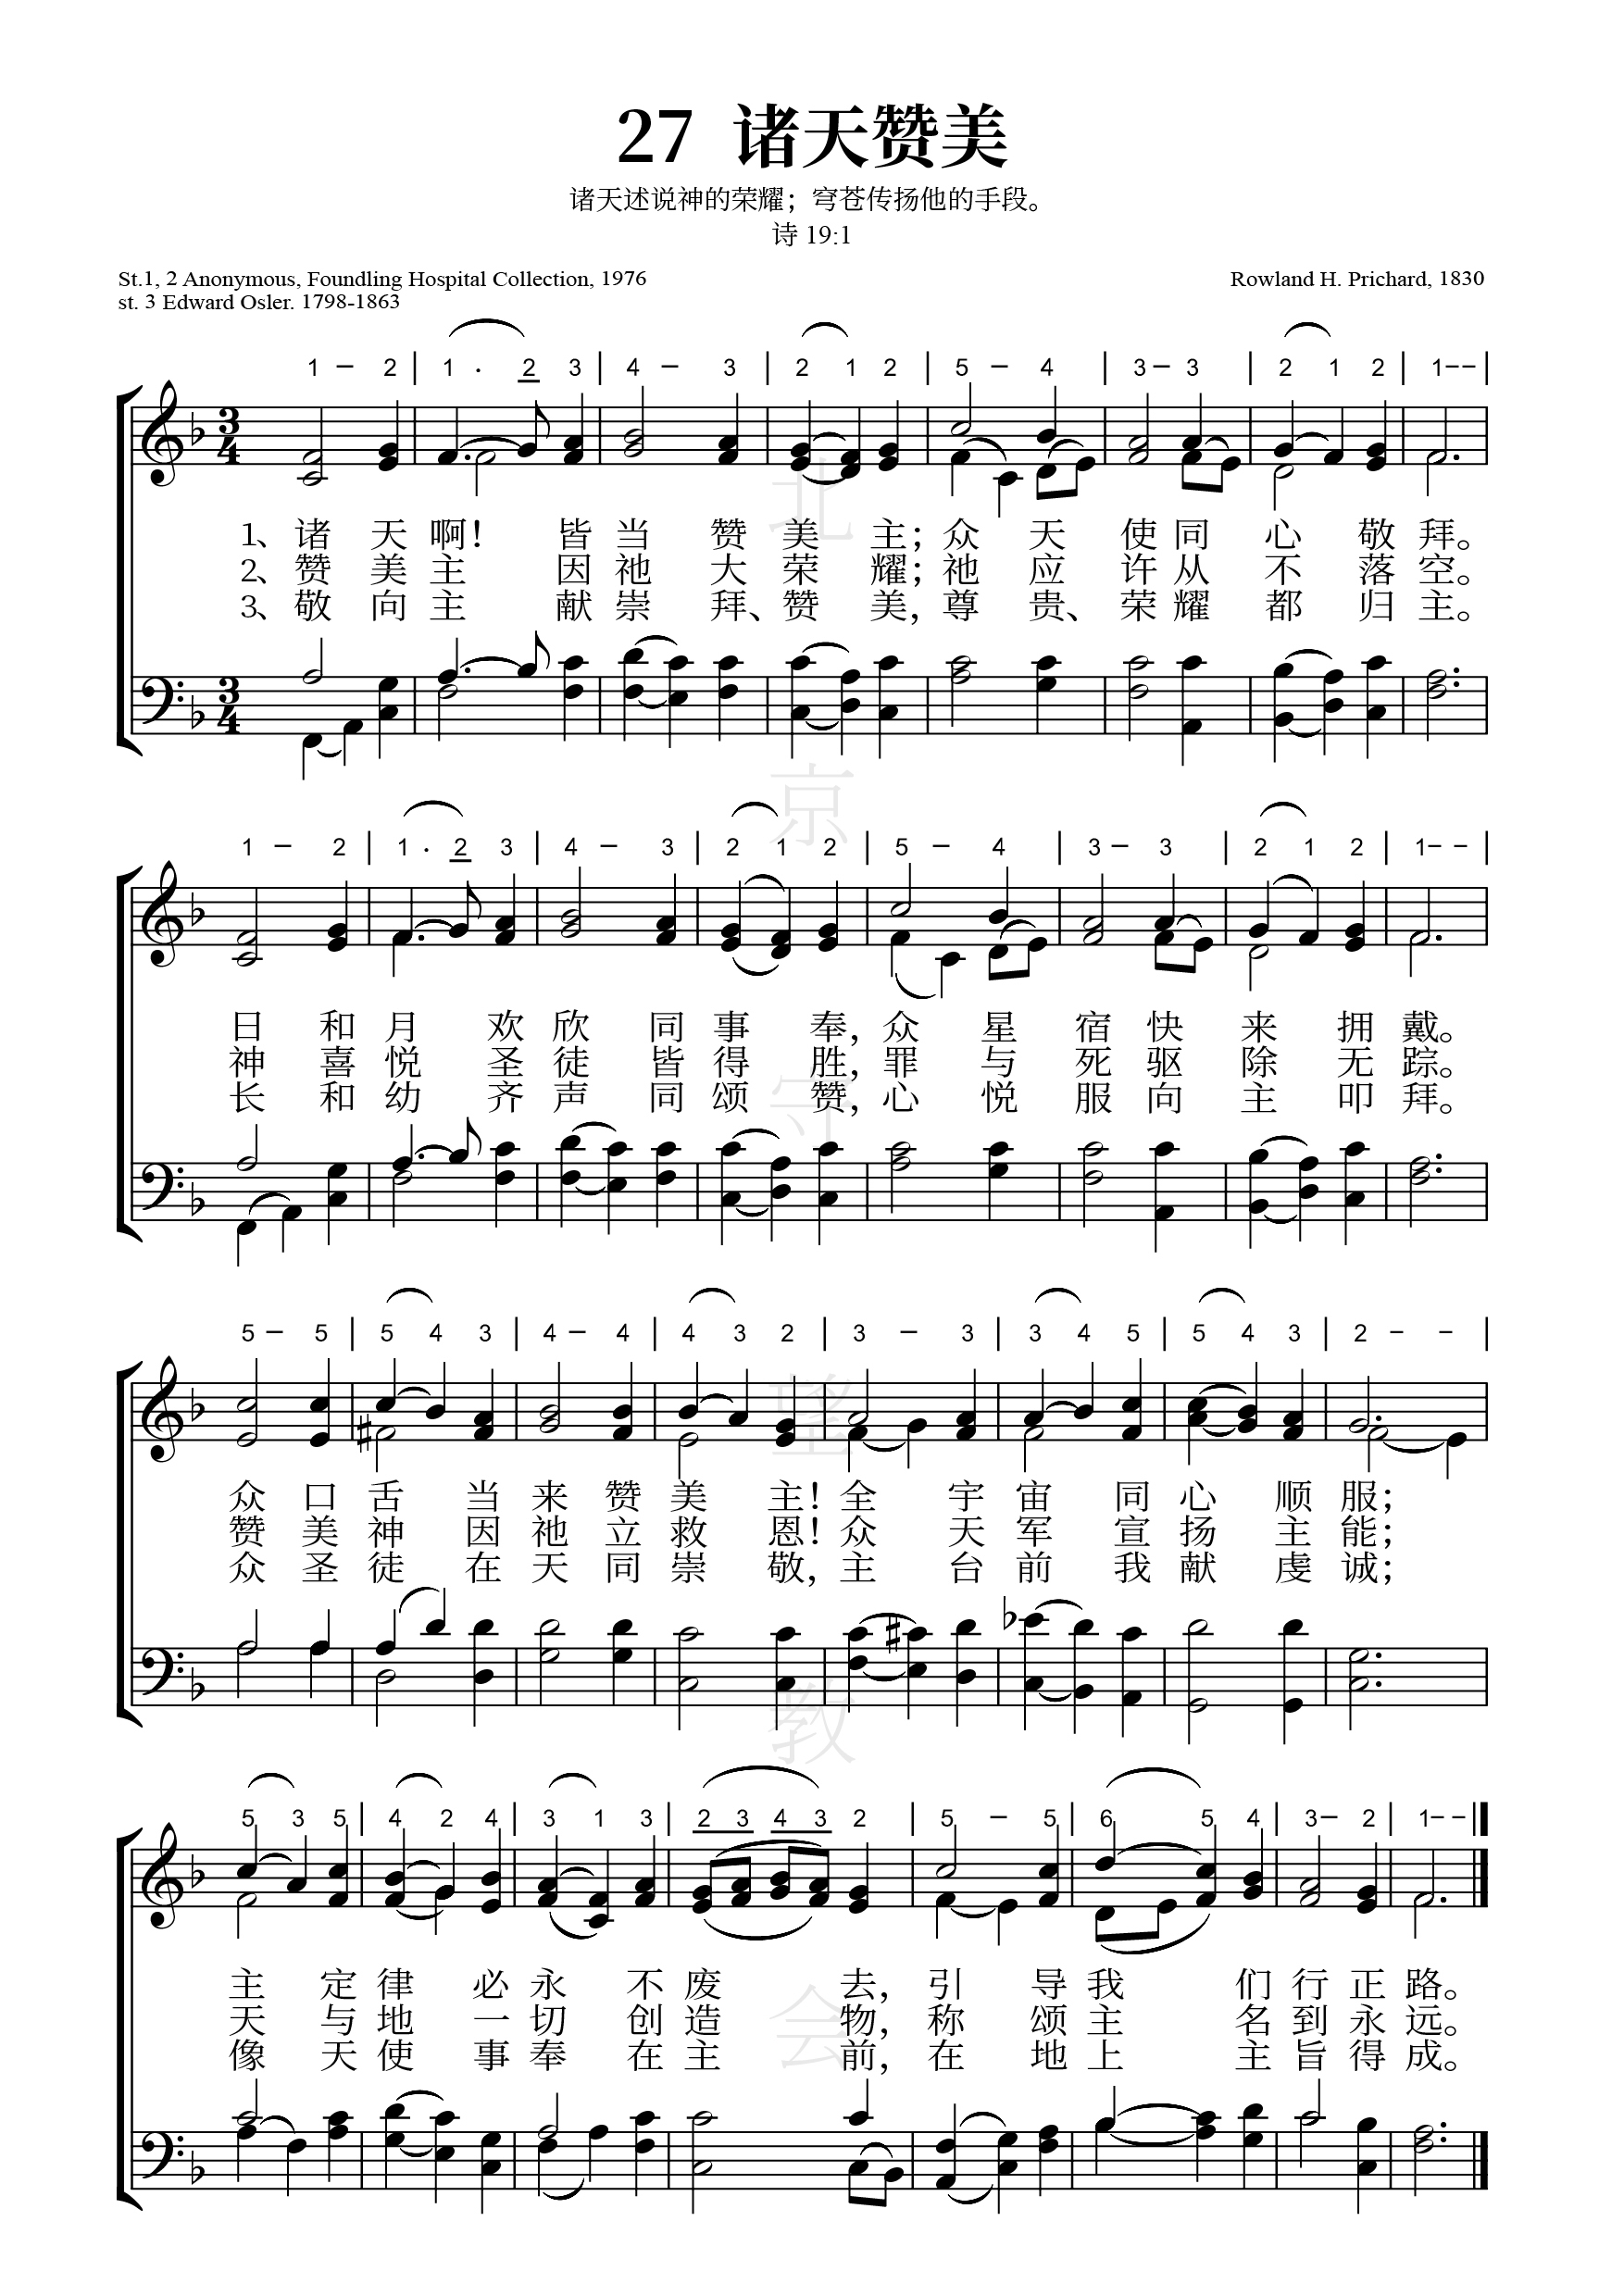 27 诸天赞美
诸天述说神的荣耀；穹苍传扬他的手段。
诗 19:1
St.1, 2 Anonymous, Foundling Hospital Collection, 1976
st. 3 Edward Osler. 1798-1863
Rowland H. Prichard, 1830
1 – 2 | 1 . 2 3 | 4 – 3 | 2 1 2 | 5 – 4 | 3 – 3 | 2 1 2 | 1 – – |
3/4
1、诸 天 啊！ 皆 当 赞 美 主；众 天 使 同 心 敬 拜。
2、赞 美 主 因 祂 大 荣 耀；祂 应 许 从 不 落 空。
3、敬 向 主 献 崇 拜、赞 美，尊 贵、荣 耀 都 归 主。
3/4
1 – 2 | 1 . 2 3 | 4 – 3 | 2 1 2 | 5 – 4 | 3 – 3 | 2 1 2 | 1 – – |
日 和 月 欢 欣 同 事 奉，众 星 宿 快 来 拥 戴。
神 喜 悦 圣 徒 皆 得 胜，罪 与 死 驱 除 无 踪。
长 和 幼 齐 声 同 颂 赞，心 悦 服 向 主 叩 拜。
5 – 5 | 5 4 3 | 4 – 4 | 4 3 2 | 3 – 3 | 3 4 5 | 5 4 3 | 2 – – |
众 口 舌 当 来 赞 美 主！全 宇 宙 同 心 顺 服；
赞 美 神 因 祂 立 救 恩！众 天 军 宣 扬 主 能；
众 圣 徒 在 天 同 崇 敬，主 台 前 我 献 虔 诚；
5 3 5 | 4 2 4 | 3 1 3 | 2 3 4 3 2 | 5 – 5 | 6 5 4 | 3 – 2 | 1 – – |
主 定 律 必 永 不 废 去，引 导 我 们 行 正 路。
天 与 地 一 切 创 造 物，称 颂 主 名 到 永 远。
像 天 使 事 奉 在 主 前，在 地 上 主 旨 得 成。
北京守望教会